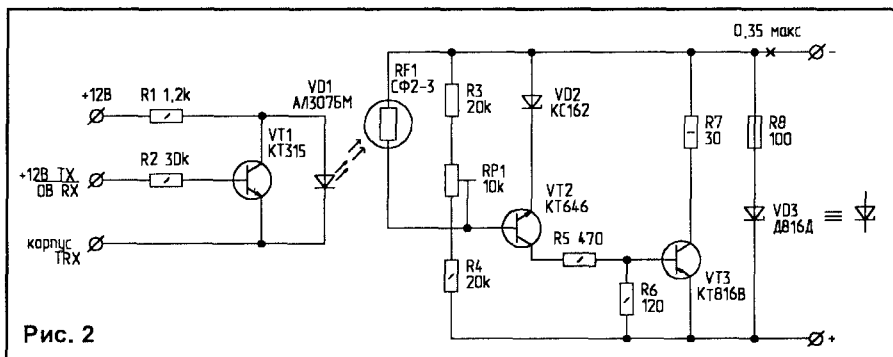 0,35 макс
-
+12В
R1 1,2k
VD1
АЛ307БМ
RF1
СФ2-3
R3
20k
VD2
КС162
R7
30
R8
100
VT1
КТ315
R2 30k
+12В TX
0В RX
RP1
10k
VT2
КТ646
VD3
Д816Д
≡
R5 470
корпус
TRX
R4
20k
R6
120
VT3
КТ816В
+
Рис. 2